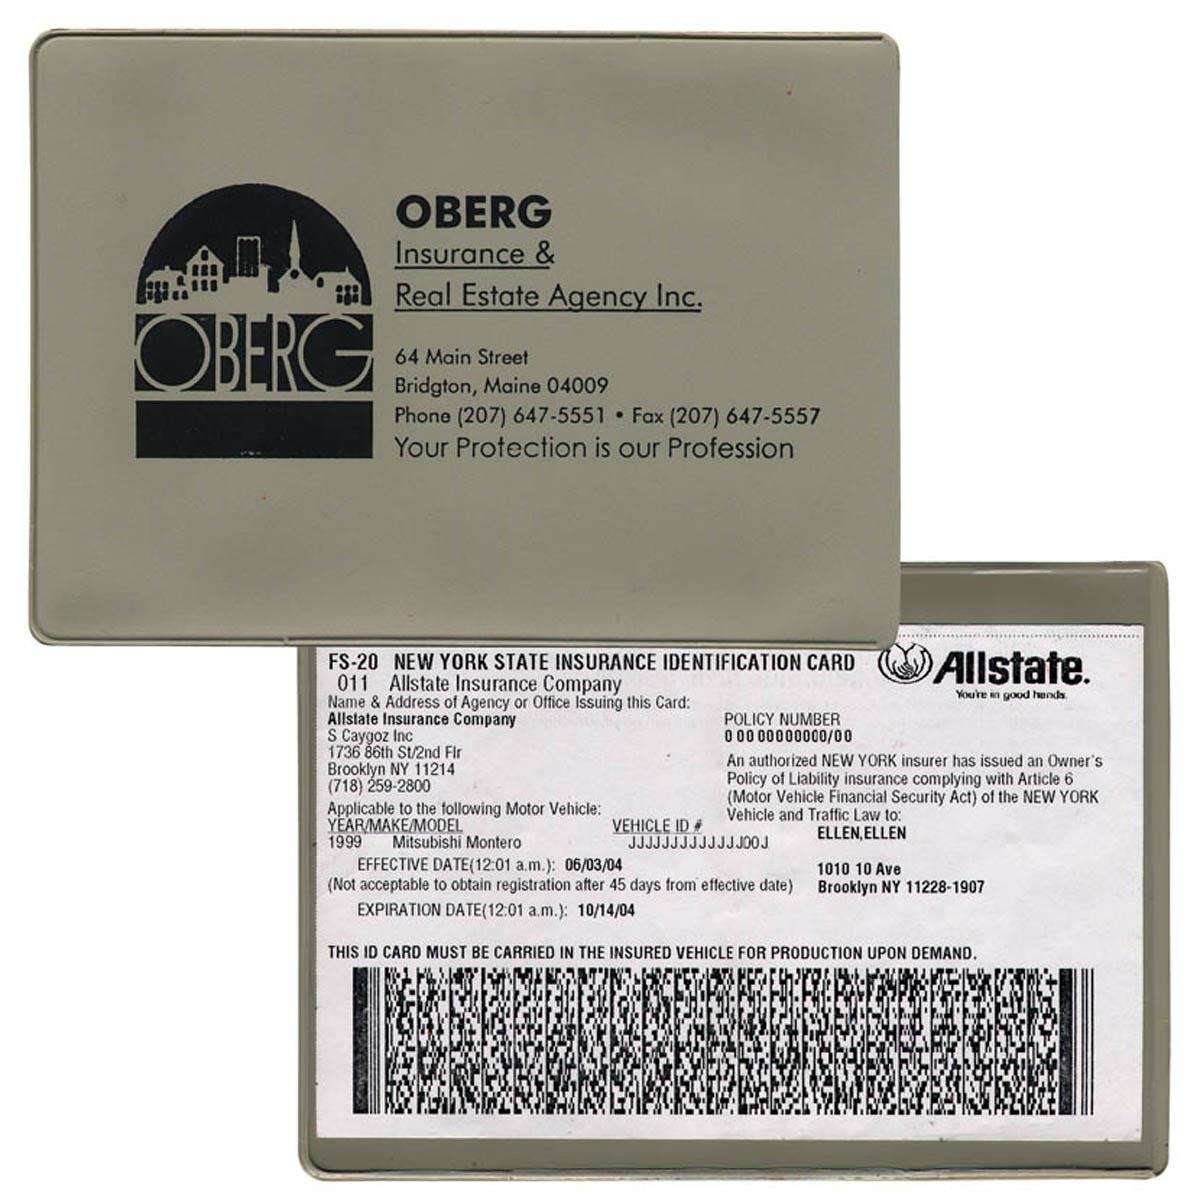 OBERG
OBERG
Insurance &
Real Estate Agency Inc.
64 Main Street
Bridgton, Maine 04009
Phone (207) 647-5551 • Fax (207) 647-5557
Your Protection is our Profession
FS-20 NEW YORK STATE INSURANCE IDENTIFICATION CARD
011 Allstate Insurance Company
Name & Address of Agency or Office Issuing this Card:
Allstate Insurance Company
S Caygoz Inc
1736 86th St/2nd Flr
Brooklyn NY 11214
(718) 259-2800
Applicable to the following Motor Vehicle:
YEAR/MAKE/MODEL VEHICLE ID #
1999 Mitsubishi Montero JJJJJJJJJJJJJJ00J
EFFECTIVE DATE(12:01 a.m.): 06/03/04
(Not acceptable to obtain registration after 45 days from effective date)
EXPIRATION DATE(12:01 a.m.): 10/14/04
Allstate.
You're in good hands.
POLICY NUMBER
0 00 00000000/00
An authorized NEW YORK insurer has issued an Owner's
Policy of Liability insurance complying with Article 6
(Motor Vehicle Financial Security Act) of the NEW YORK
Vehicle and Traffic Law to:
ELLEN,ELLEN
1010 10 Ave
Brooklyn NY 11228-1907
THIS ID CARD MUST BE CARRIED IN THE INSURED VEHICLE FOR PRODUCTION UPON DEMAND.